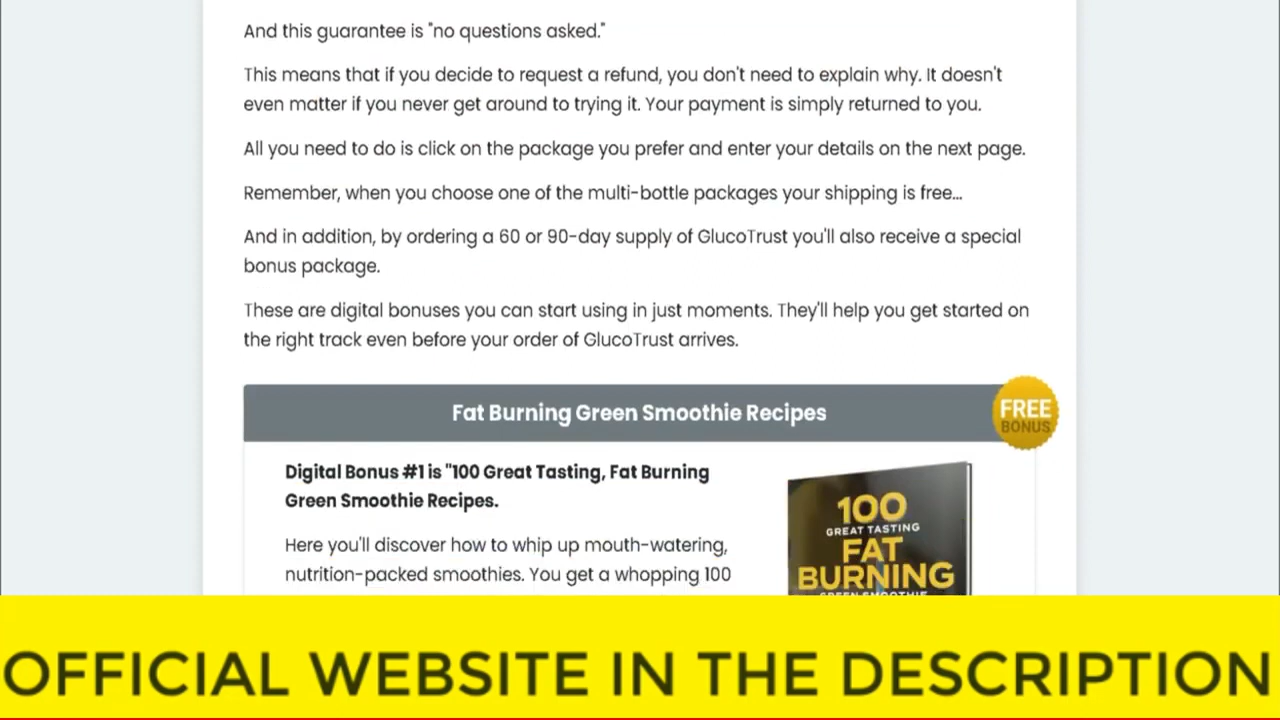 And this guarantee is "no questions asked."
This means that if you decide to request a refund, you don't need to explain why. It doesn't
even matter if you never get around to trying it. Your payment is simply returned to you.
All you need to do is click on the package you prefer and enter your details on the next page.
Remember, when you choose one of the multi-bottle packages your shipping is free...
And in addition, by ordering a 60 or 90-day supply of GlucoTrust you'll also receive a special
bonus package.
These are digital bonuses you can start using in just moments. They'll help you get started on
the right track even before your order of GlucoTrust arrives.
Fat Burning Green Smoothie Recipes
FREE
BONUS
Digital Bonus #1 is "100 Great Tasting, Fat Burning
Green Smoothie Recipes.
Here you'll discover how to whip up mouth-watering,
nutrition-packed smoothies. You get a whopping 100
100
GREAT TASTING
FAT
BURNING
GREEN SMOOTHIE
OFFICIAL WEBSITE IN THE DESCRIPTION